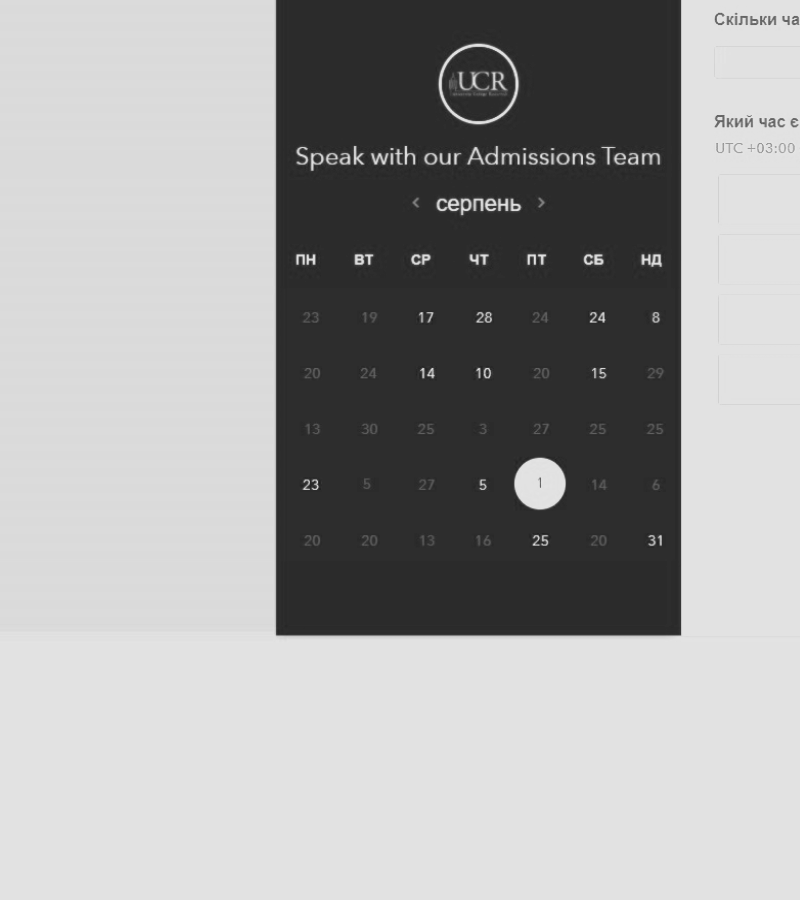 UCR
Speak with our Admissions Team
< серпень >
ПН ВТ СР ЧТ ПТ СБ НД
23 19 17 28 24 24 8
20 24 14 10 20 15 29
13 30 25 3 27 25 25
23 5 27 5 1 14 6
20 20 13 16 25 20 31
Скільки ча
Який час є
UTC +03:00